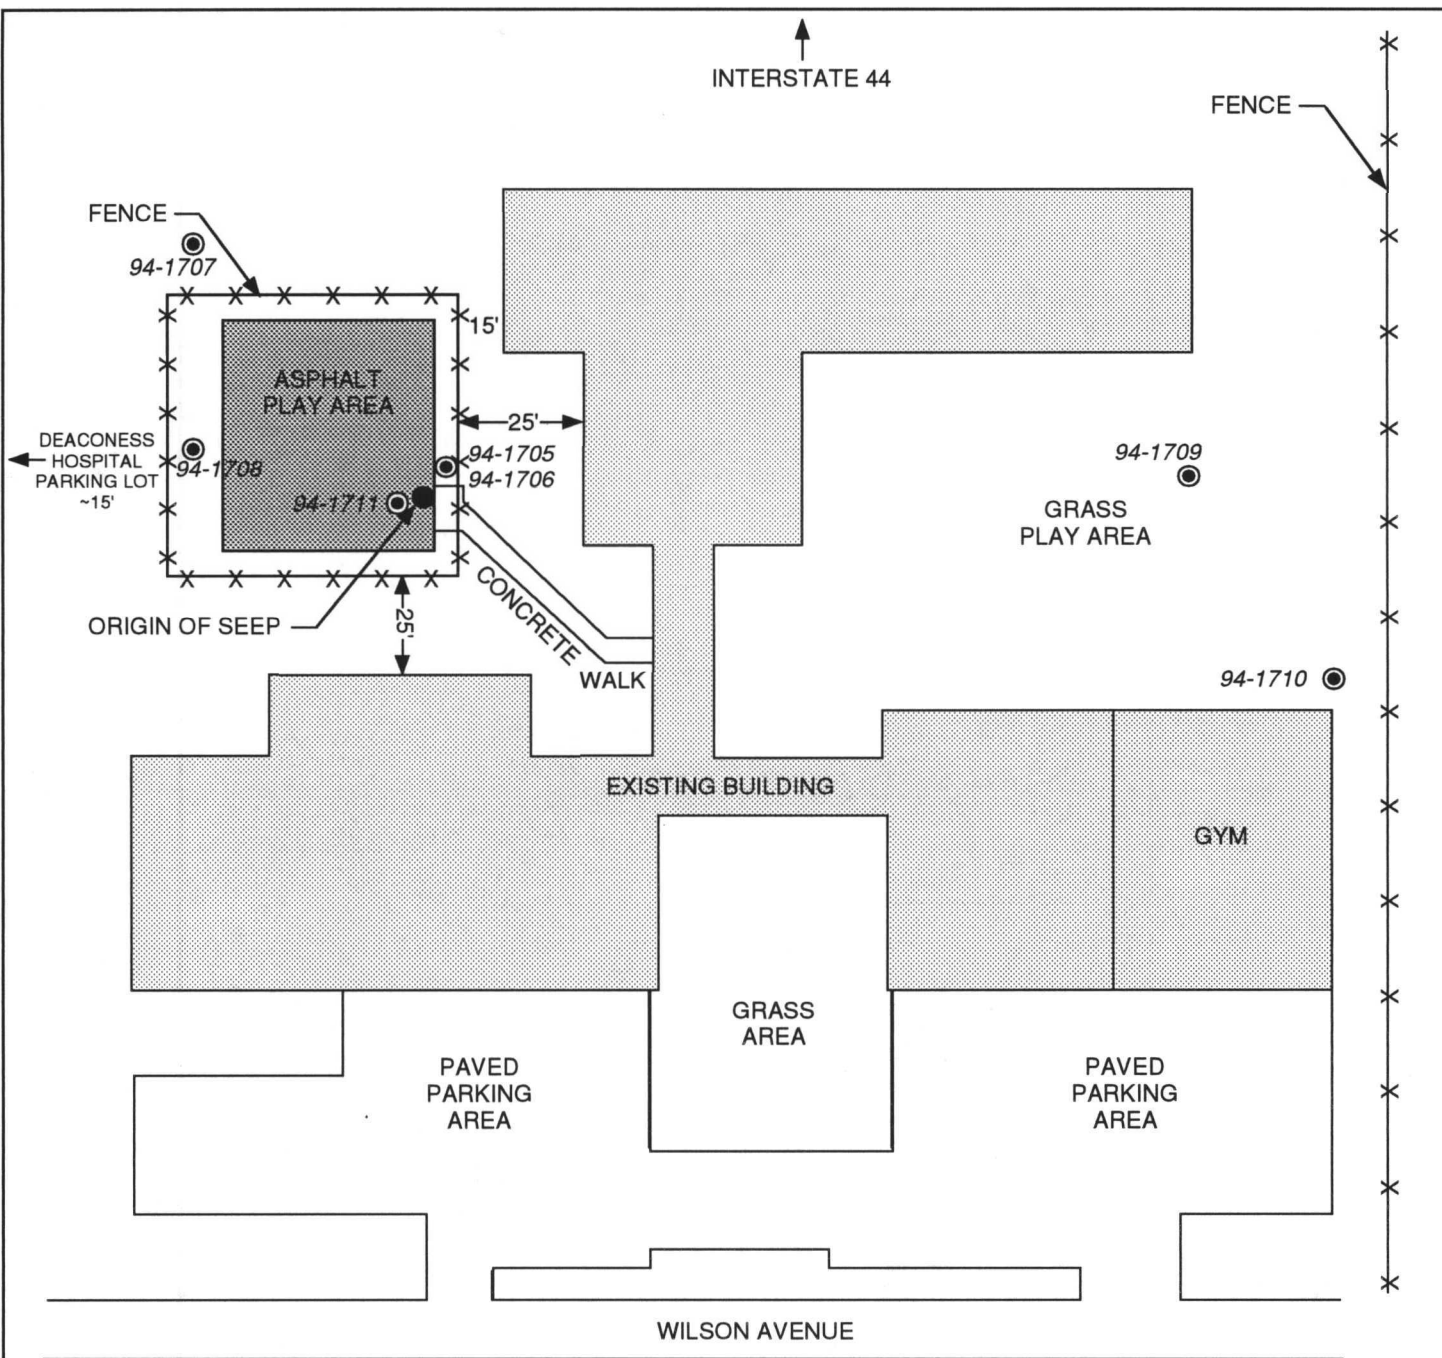 INTERSTATE 44
FENCE
FENCE
94-1707
15'
ASPHALT
PLAY AREA
25'
DEACONESS
HOSPITAL
PARKING LOT
~15'
94-1708
94-1705
94-1706
94-1711
94-1709
GRASS
PLAY AREA
ORIGIN OF SEEP
25'
CONCRETE
WALK
94-1710
EXISTING BUILDING
GYM
GRASS
AREA
PAVED
PARKING
AREA
PAVED
PARKING
AREA
WILSON AVENUE